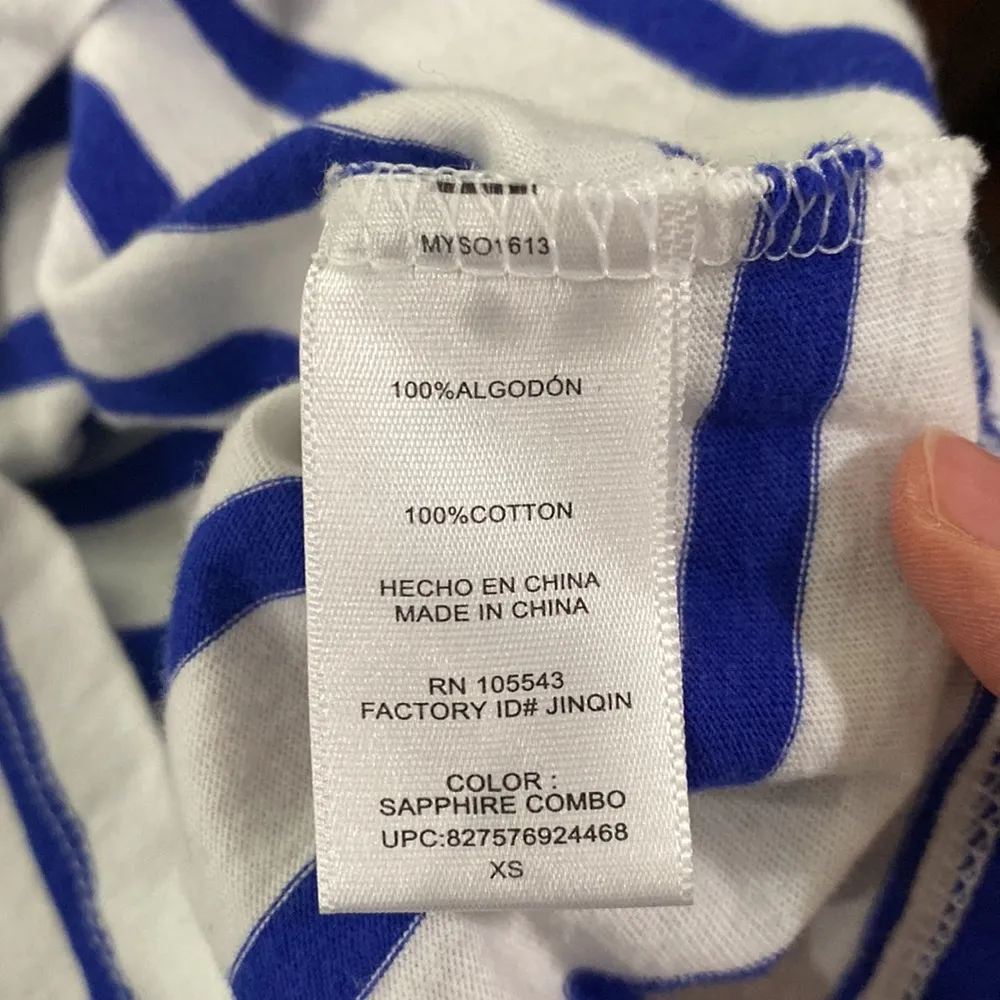 MYSO1613
100%ALGODÓN
100%COTTON
HECHO EN CHINA
MADE IN CHINA
RN 105543
FACTORY ID# JINQIN
COLOR :
SAPPHIRE COMBO
UPC:827576924468
XS